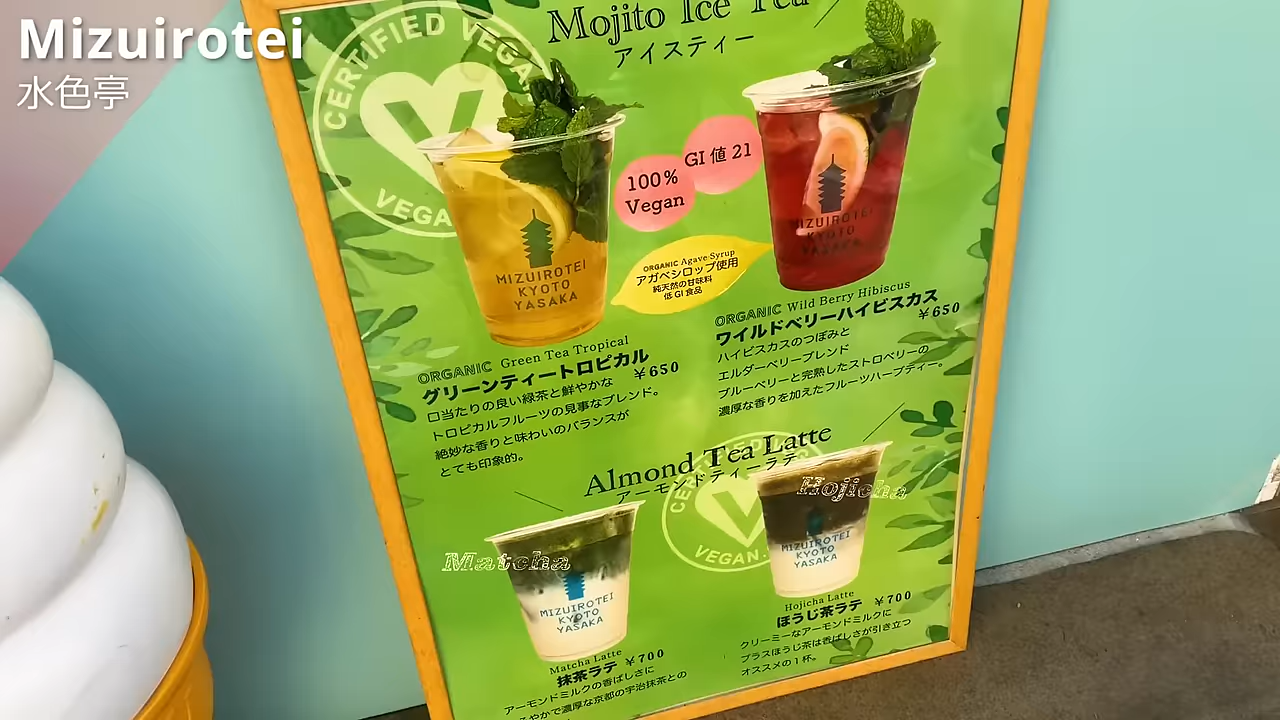 Mizuirotei
水色亭
Mojito Ice Tea
アイスティー
CERTIFIED VEGAN
VEGAN
100%
Vegan
GI 値 21
ORGANIC Agave Syrup
アガベシロップ使用
純天然の甘味料
低 GI 食品
MIZUIROTEI
KYOTO
YASAKA
MIZUIROTEI
KYOTO
YASAKA
ORGANIC Green Tea Tropical
グリーンティートロピカル
¥650
口当たりの良い緑茶と鮮やかな
トロピカルフルーツの見事なブレンド。
絶妙な香りと味わいのバランスが
とても印象的。
ORGANIC Wild Berry Hibiscus
ワイルドベリーハイビスカス
¥650
ハイビスカスのつぼみと
エルダーベリーブレンド
ブルーベリーと完熟したストロベリーの
濃厚な香りを加えたフルーツハーブティー。
Almond Tea Latte
アーモンドティーラテ
VEGAN.
Matcha
MIZUIROTEI
KYOTO
YASAKA
Hojicha
MIZUIROTEI
KYOTO
YASAKA
Matcha Latte
抹茶ラテ ¥700
アーモンドミルクの香ばしさに
やかで濃厚な京都の宇治抹茶との
Hojicha Latte
ほうじ茶ラテ ¥700
クリーミーなアーモンドミルクに
プラスほうじ茶は香ばしさが引き立つ
オススメの1杯。